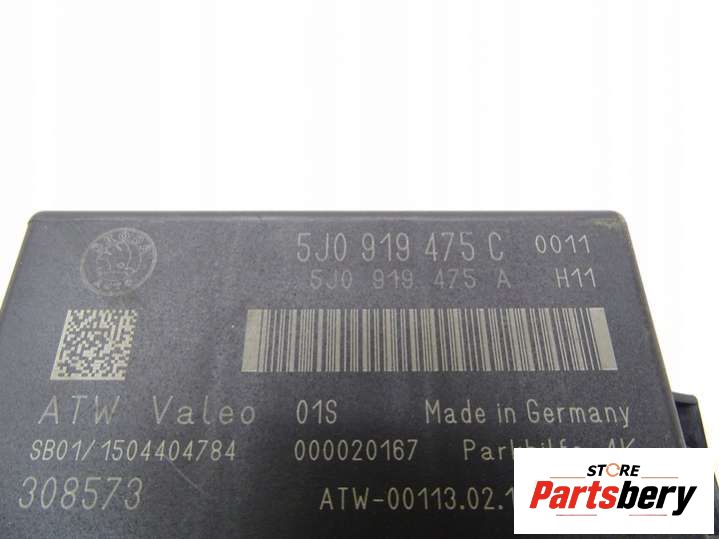 5J0 919 475 C 0011
5J0 919 475 A H11
ATW Valeo 01S Made in Germany
SB01/1504404784 000020167 Parkhilfe 4K
308573 ATW-00113.02.1
STORE
Partsbery